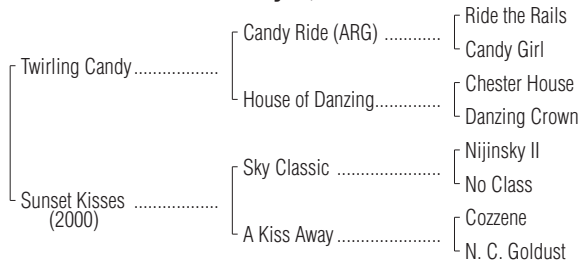 Ride the Rails
Candy Ride (ARG) ............
Candy Girl
Twirling Candy..................
Chester House
House of Danzing..............
Danzing Crown
Nijinsky II
Sky Classic ................
No Class
Sunset Kisses ..................
(2000)
Cozzene
A Kiss Away ................
N. C. Goldust